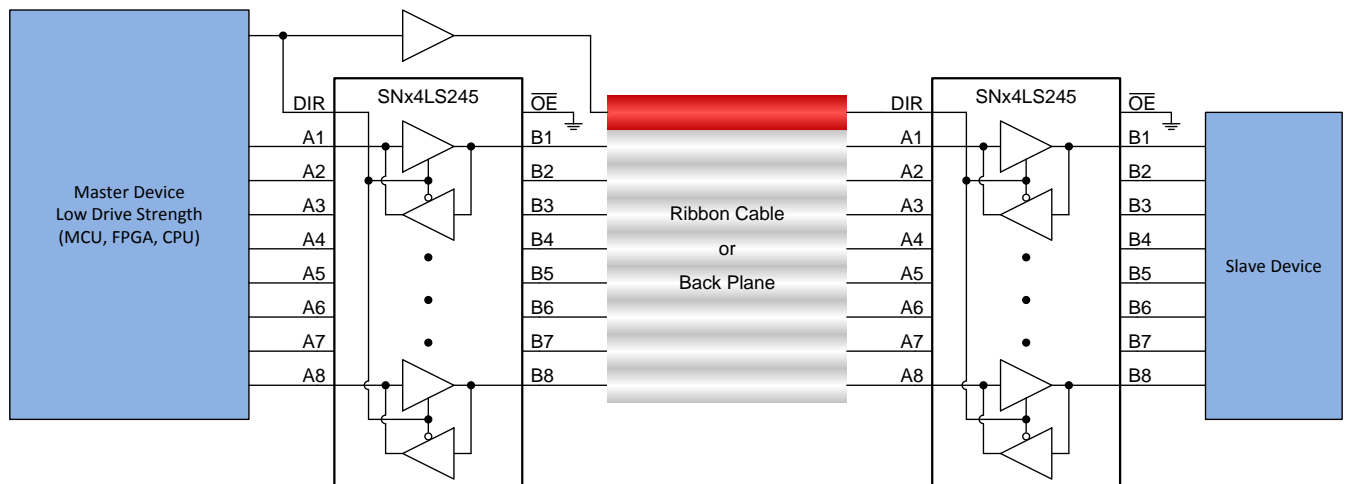 Master Device
Low Drive Strength
(MCU, FPGA, CPU)
DIR
A1
A2
A3
A4
A5
A6
A7
A8
SNx4LS245
OE
B1
B2
B3
B4
B5
B6
B7
B8
Ribbon Cable
or
Back Plane
DIR
A1
A2
A3
A4
A5
A6
A7
A8
SNx4LS245
OE
B1
B2
B3
B4
B5
B6
B7
B8
Slave Device